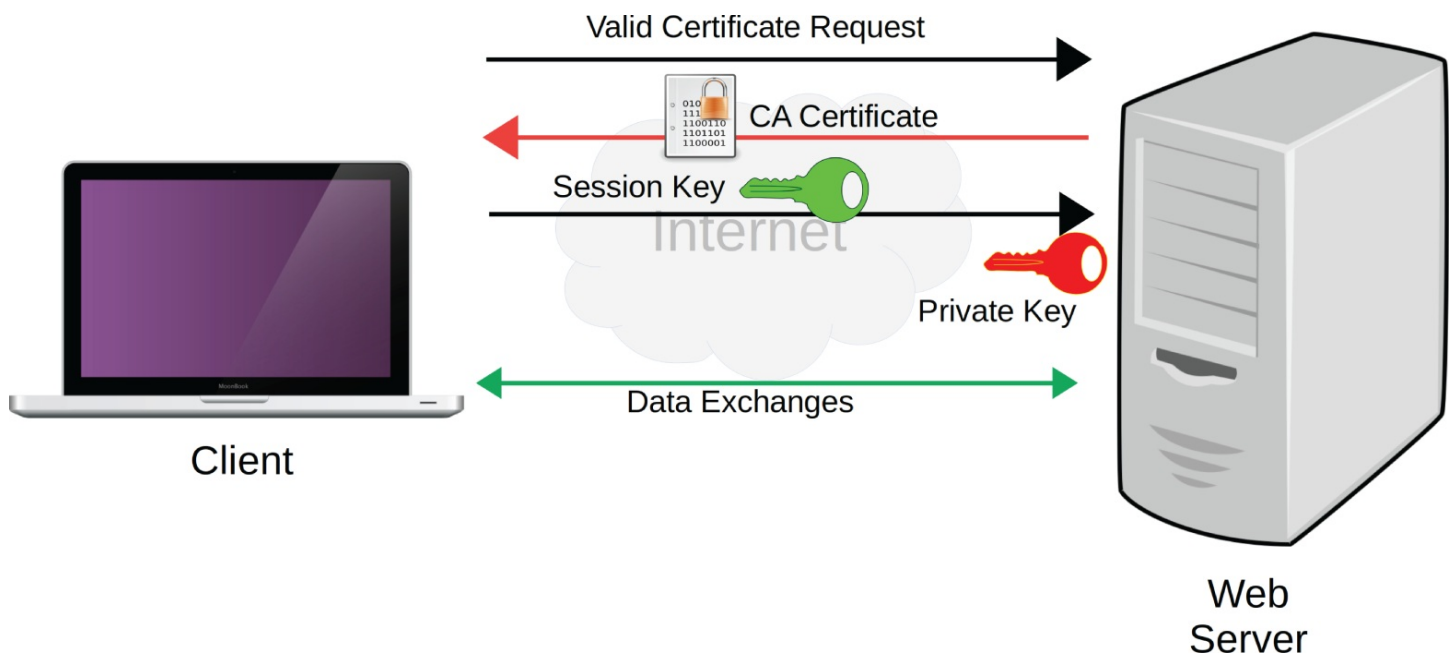 Valid Certificate Request
CA Certificate
010
111
1100110
1101101
1100001
Session Key
Internet
Private Key
Data Exchanges
MoonBook
Client
Web
Server